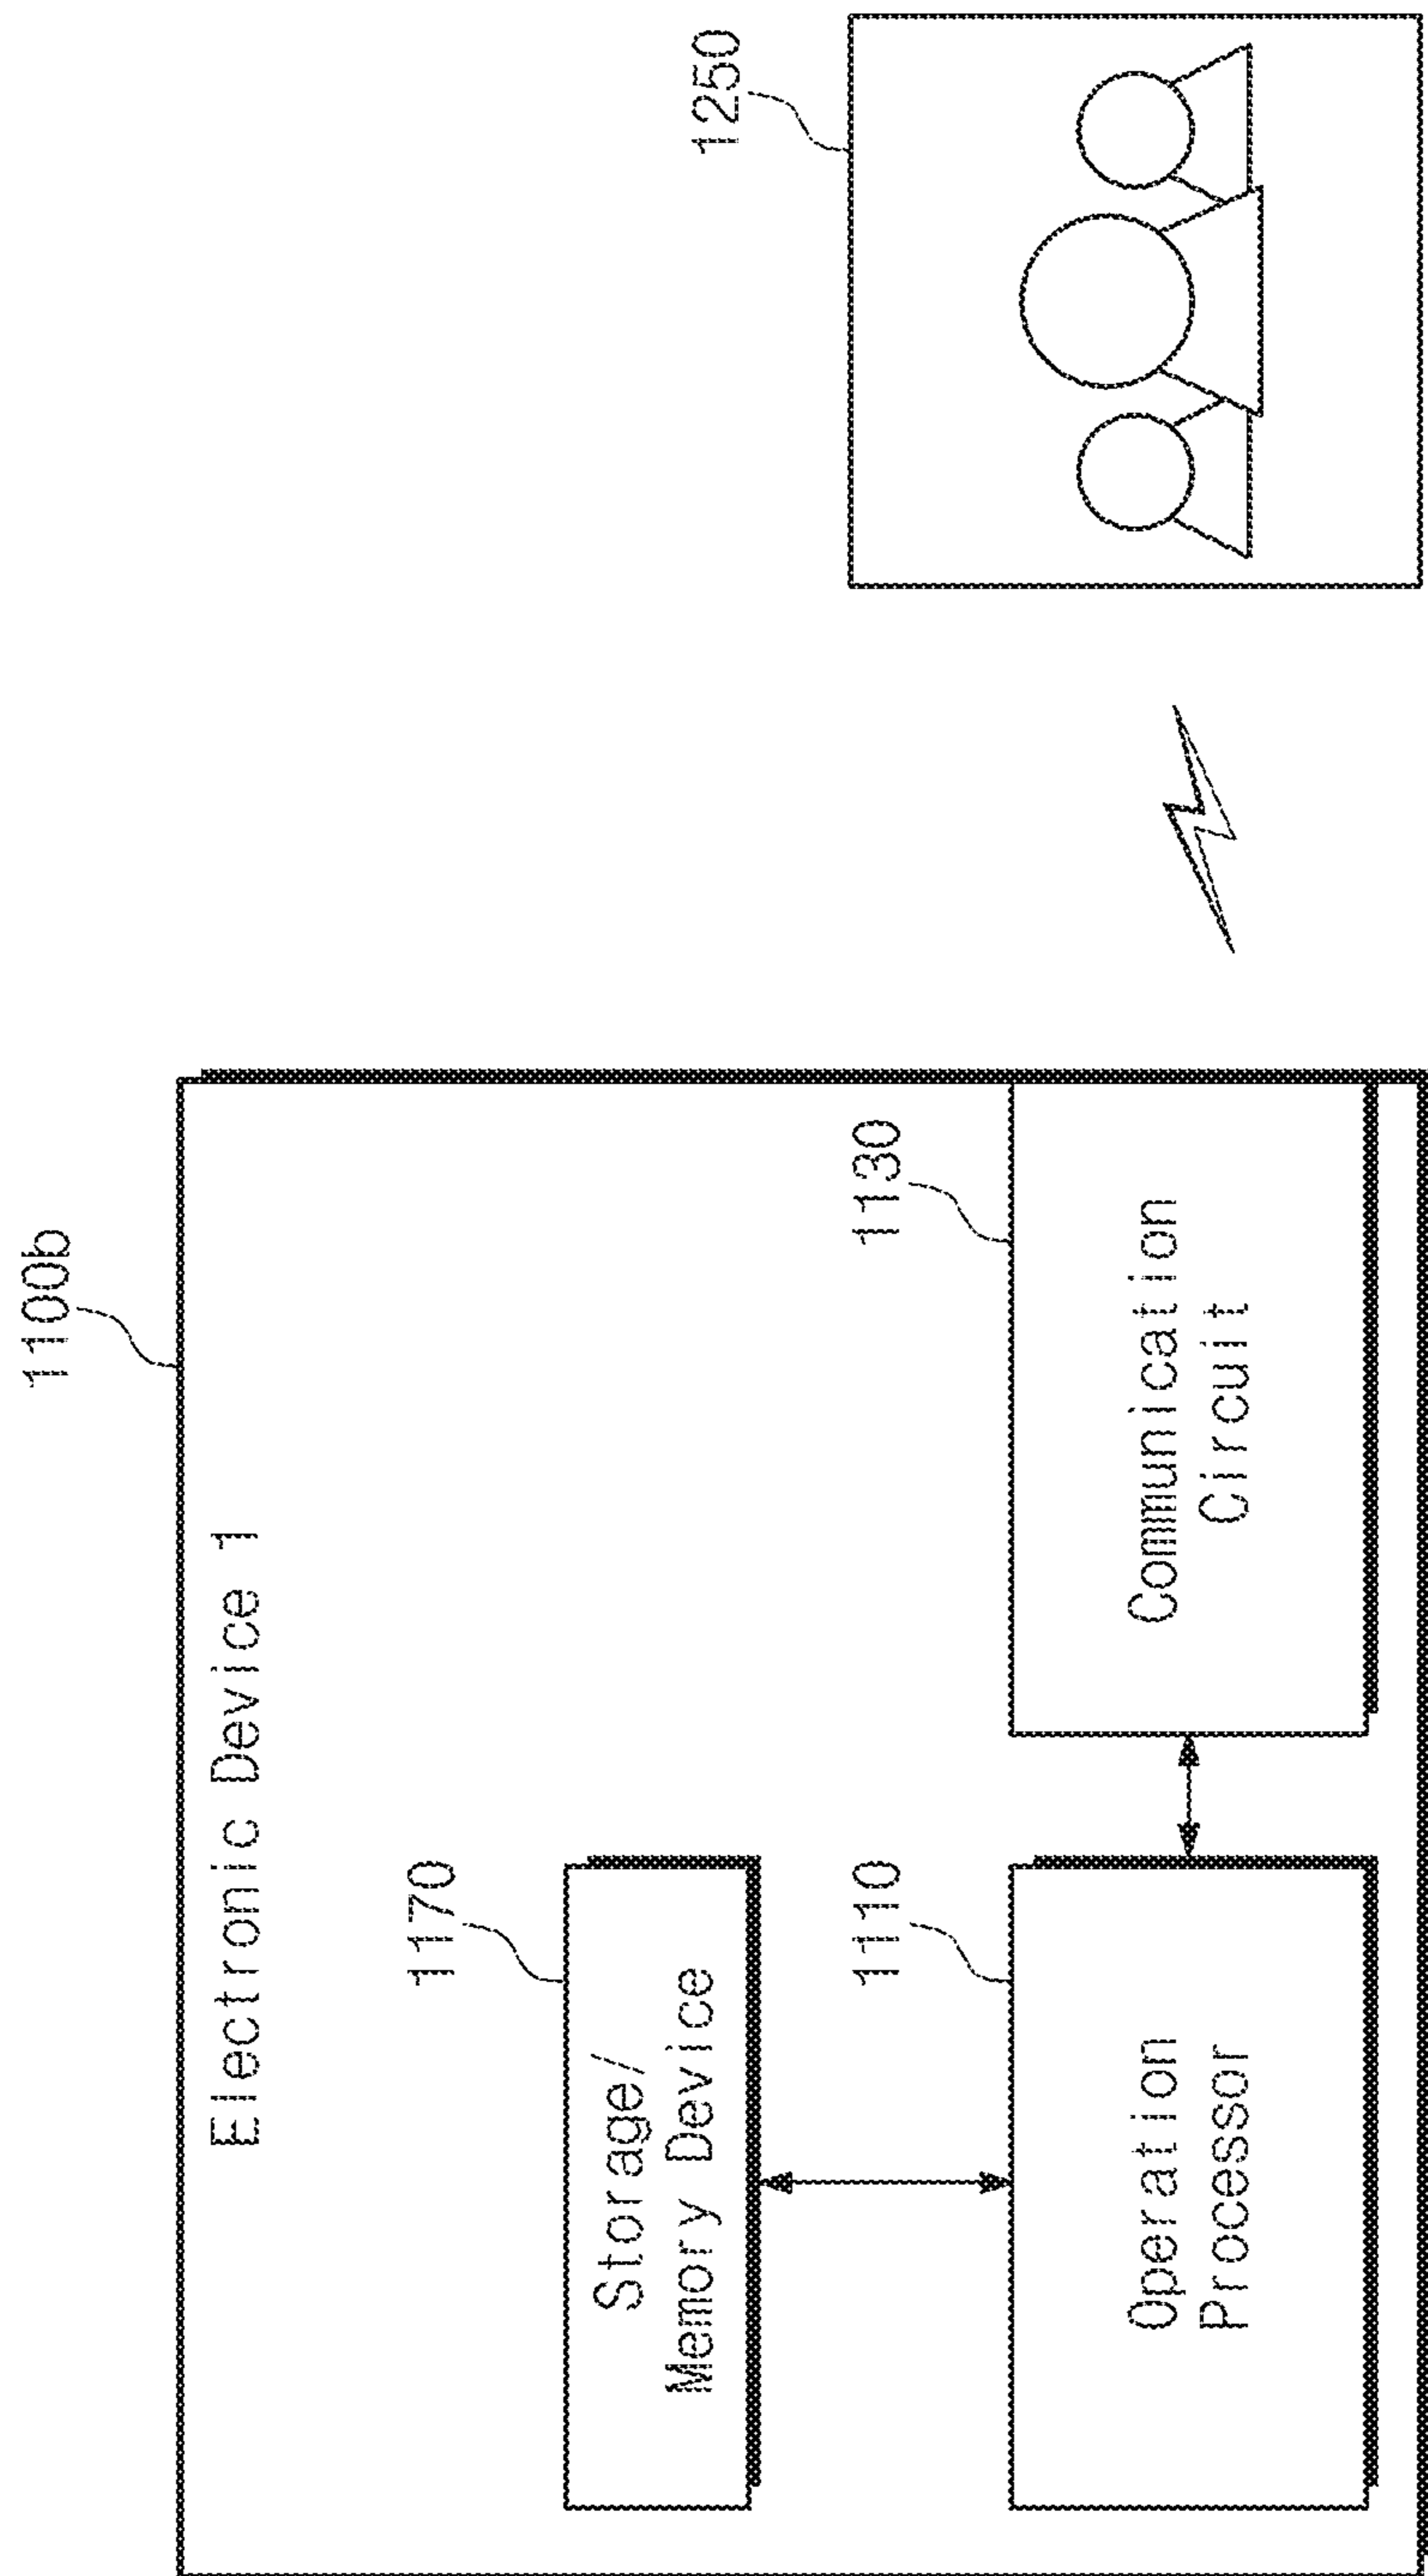 1100b
Electronic Device 1
1170
Storage/
Memory Device
1110
Operation
Processor
1130
Communication
Circuit
1250